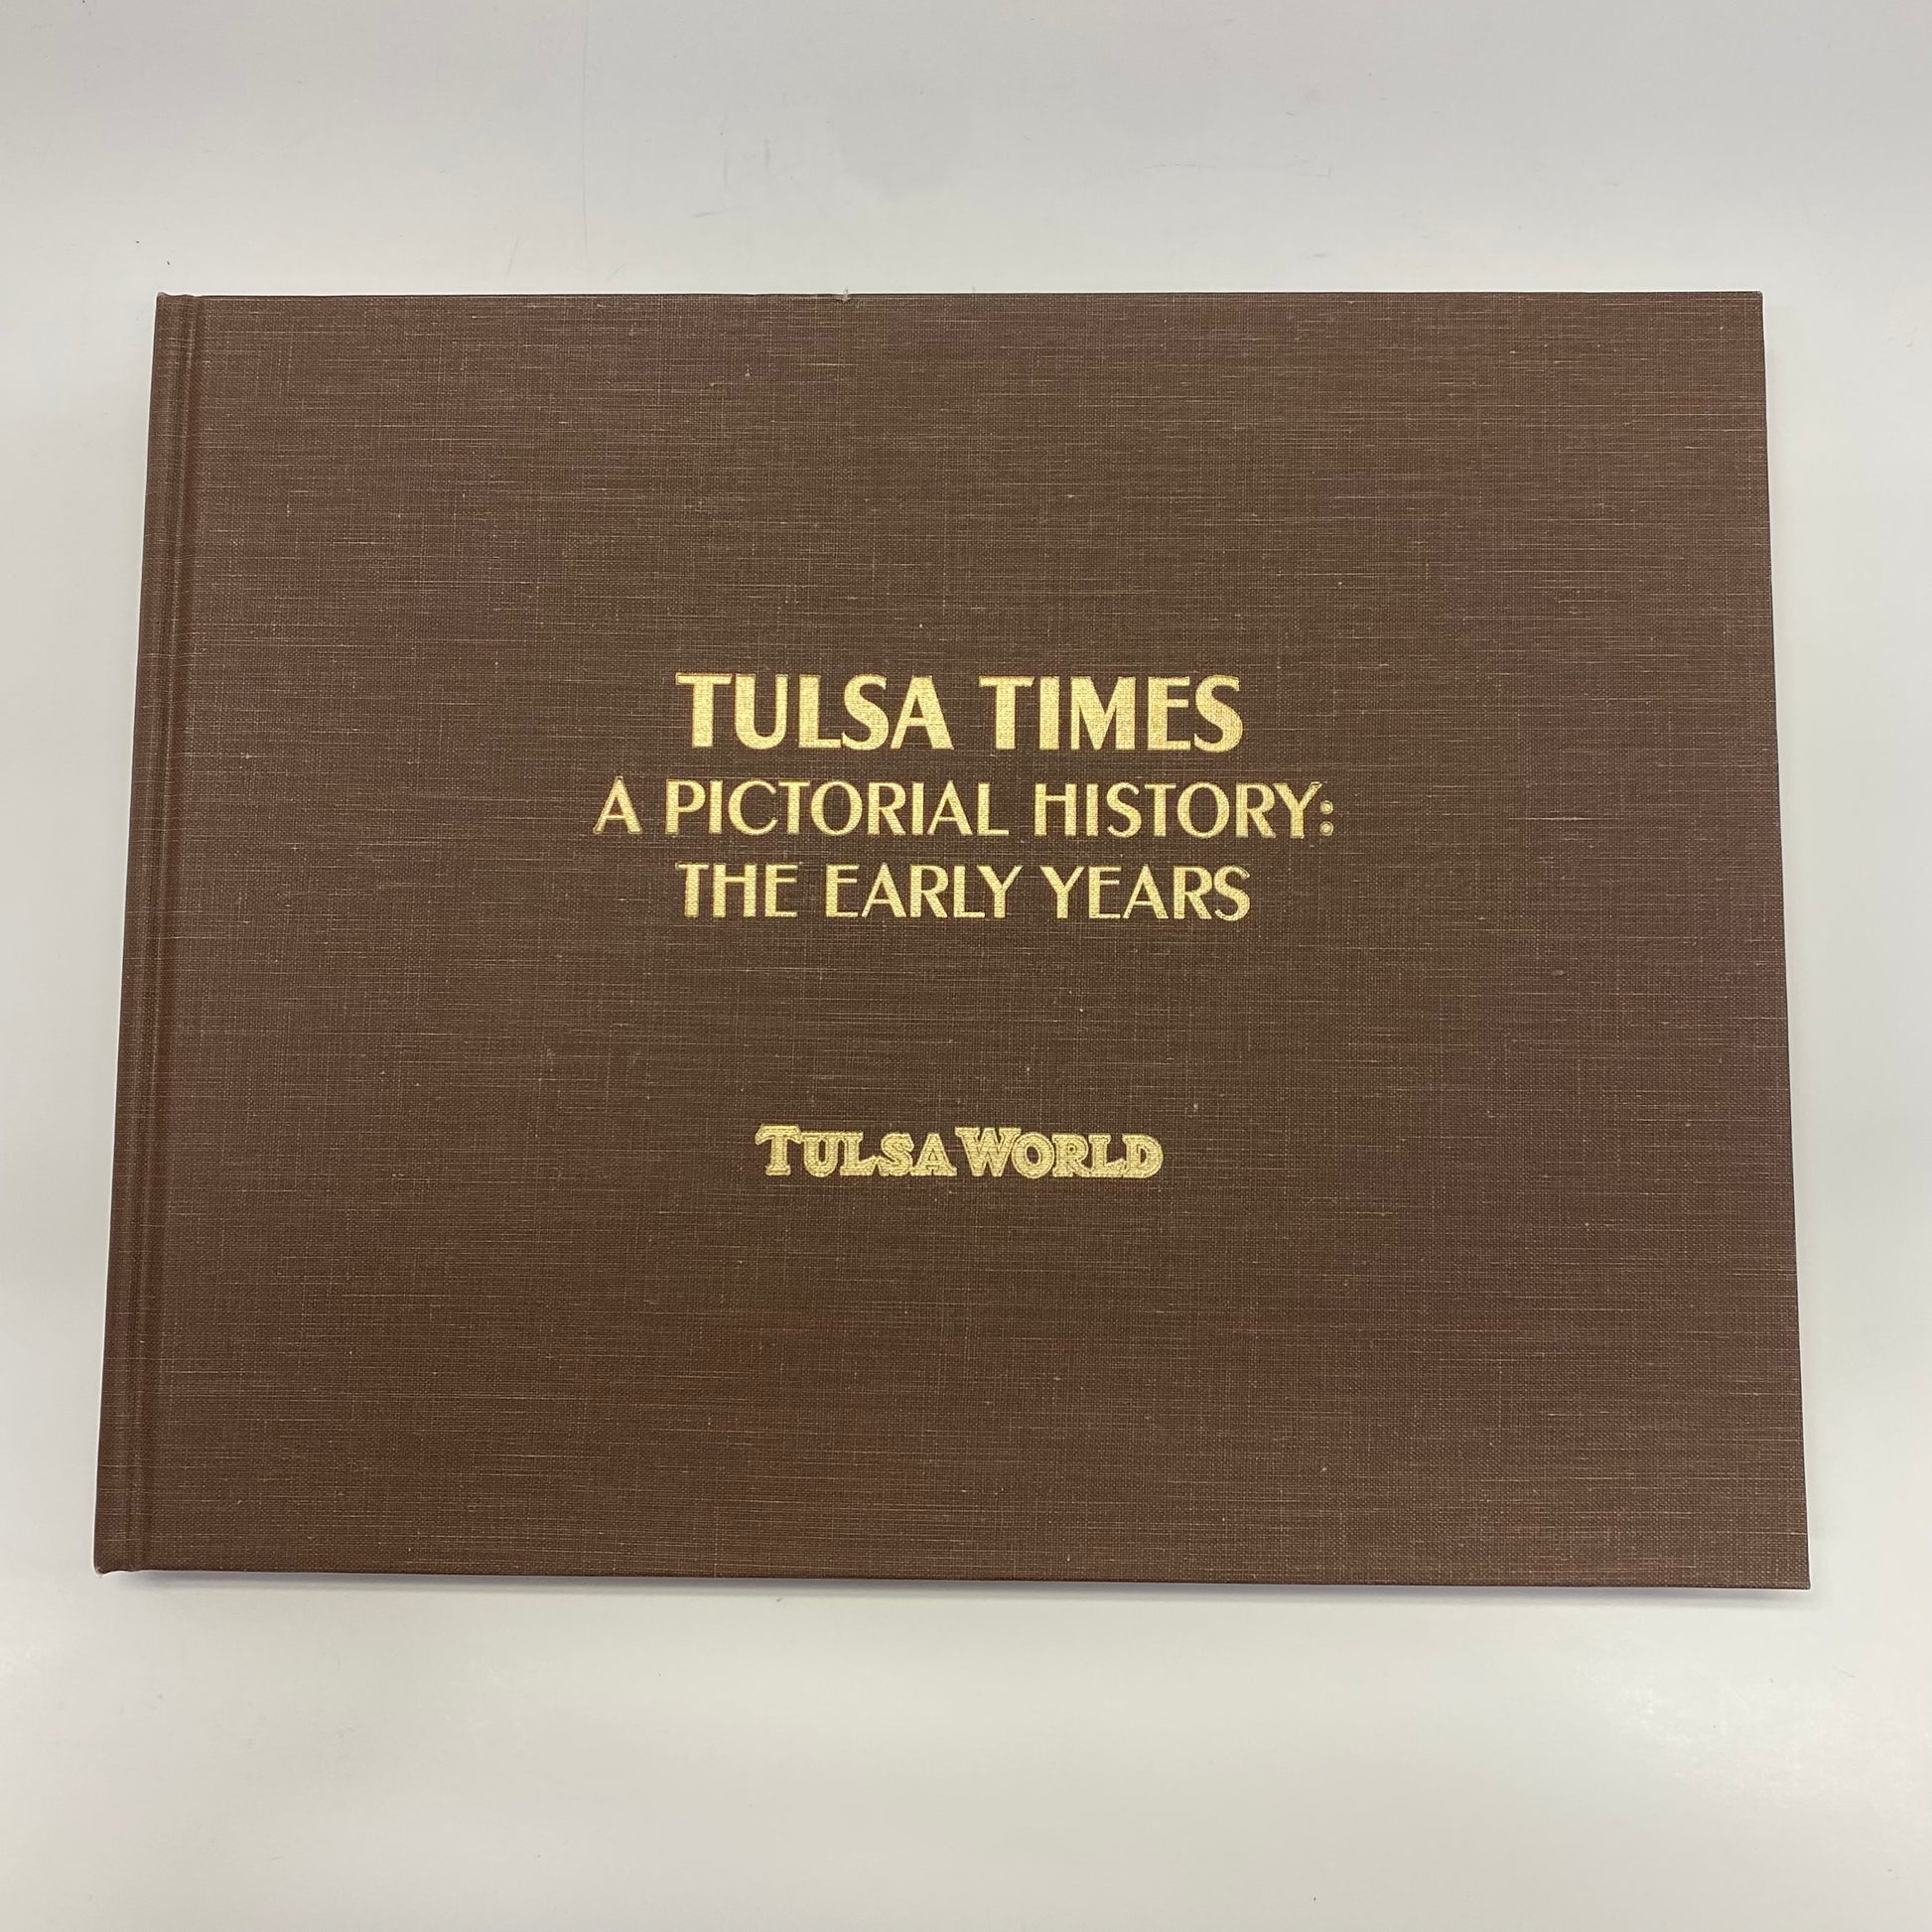 TULSA TIMES
A PICTORIAL HISTORY:
THE EARLY YEARS
TULSA WORLD